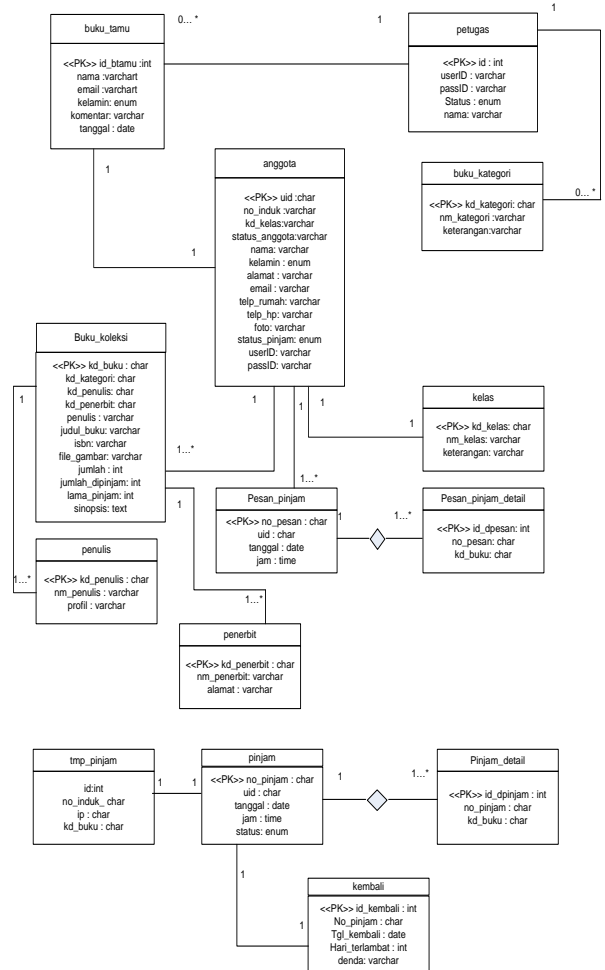 buku_tamu
<<PK>> id_btamu :int
nama :varchart
email :varchart
kelamin: enum
komentar: varchar
tanggal : date
0... *
1
petugas
<<PK>> id : int
userID : varchar
passID : varchar
Status : enum
nama: varchar
1
buku_kategori
<<PK>> kd_kategori: char
nm_kategori :varchar
keterangan:varchar
0... *
1
1
anggota
<<PK>> uid :char
no_induk :varchar
kd_kelas:varchar
status_anggota:varchar
nama: varchar
kelamin : enum
alamat : varchar
email : varchar
telp_rumah: varchar
telp_hp: varchar
foto: varchar
status_pinjam: enum
userID: varchar
passID: varchar
Buku_koleksi
<<PK>> kd_buku : char
kd_kategori: char
kd_penulis: char
kd_penerbit: char
penulis : varchar
judul_buku: varchar
isbn: varchar
file_gambar: varchar
jumlah : int
jumlah_dipinjam: int
lama_pinjam: int
sinopsis: text
1
1
1...*
1
1
1
1
1...*
kelas
<<PK>> kd_kelas: char
nm_kelas: varchar
keterangan: varchar
Pesan_pinjam
<<PK>> no_pesan : char
uid : char
tanggal : date
jam : time
1
1...*
Pesan_pinjam_detail
<<PK>> id_dpesan: int
no_pesan: char
kd_buku: char
penulis
<<PK>> kd_penulis : char
nm_penulis : varchar
profil : varchar
1...*
1
1...*
penerbit
<<PK>> kd_penerbit : char
nm_penerbit: varchar
alamat : varchar
tmp_pinjam
id:int
no_induk_ char
ip : char
kd_buku : char
1
1
pinjam
<<PK>> no_pinjam : char
uid : char
tanggal : date
jam : time
status: enum
1
1...*
Pinjam_detail
<<PK>> id_dpinjam : int
no_pinjam : char
kd_buku : char
1
1
kembali
<<PK>> id_kembali : int
No_pinjam : char
Tgl_kembali : date
Hari_terlambat : int
denda: varchar